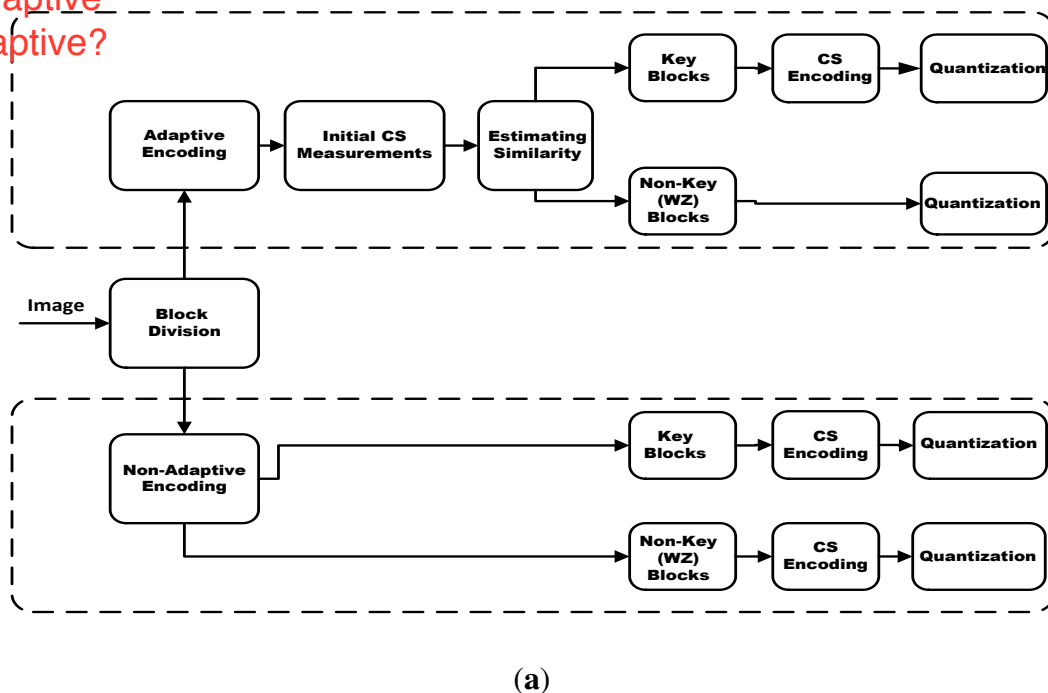 aptive?
Key
Blocks
CS
Encoding
Quantization
Adaptive
Encoding
Initial CS
Measurements
Estimating
Similarity
Non-Key
(WZ)
Blocks
Quantization
Image
Block
Division
Non-Adaptive
Encoding
Key
Blocks
CS
Encoding
Quantization
Non-Key
(WZ)
Blocks
CS
Encoding
Quantization
(a)